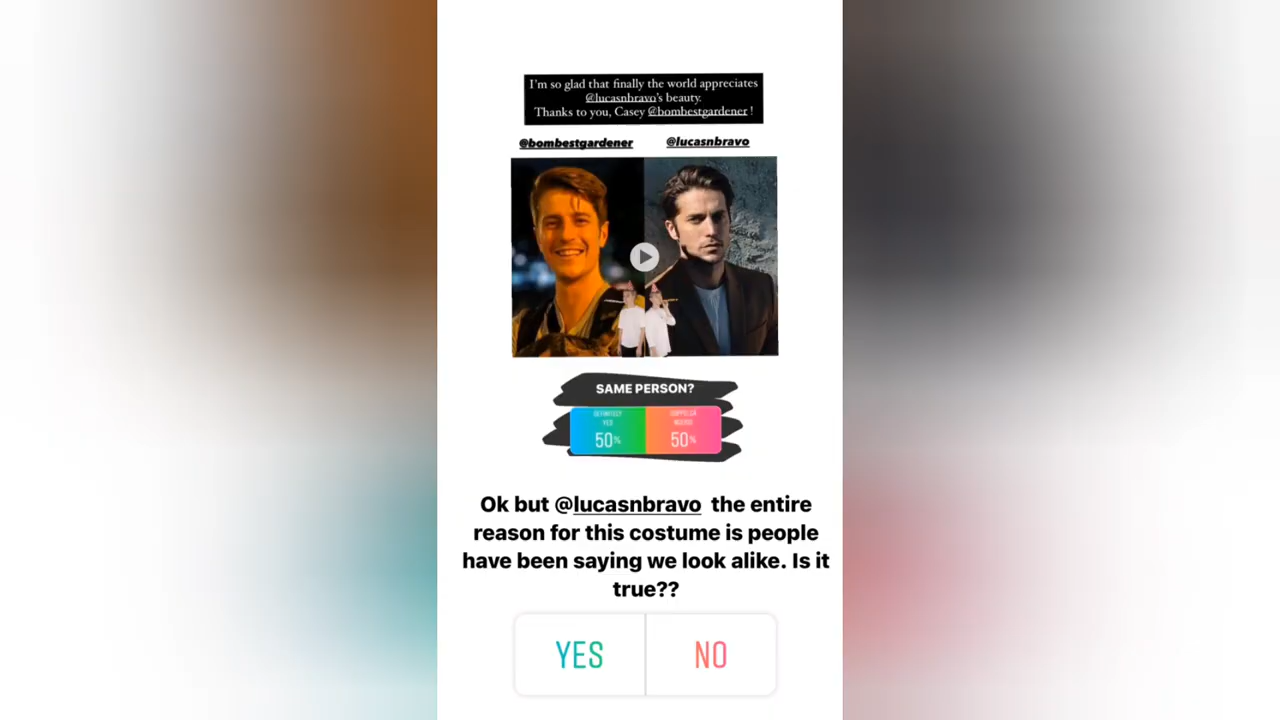 I'm so glad that finally the world appreciates
@lucasnbravo's beauty.
Thanks to you, Casey @bombestgardener !
@bombestgardener @lucasnbravo
SAME PERSON?
DEFINITELY
YES
50%
50%
Ok but @lucasnbravo the entire
reason for this costume is people
have been saying we look alike. Is it
true??
YES NO